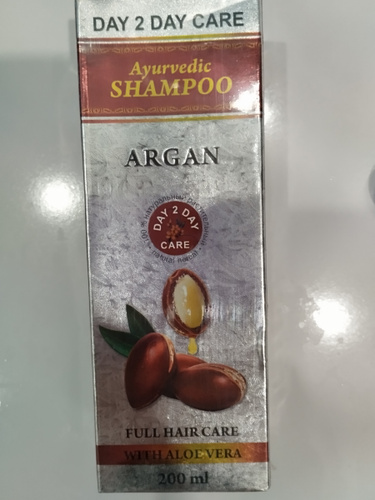 DAY 2 DAY CARE
Ayurvedic
SHAMPOO
ARGAN
DAY 2 DAY
CARE
FULL HAIR CARE
WITH ALOE VERA
200 ml